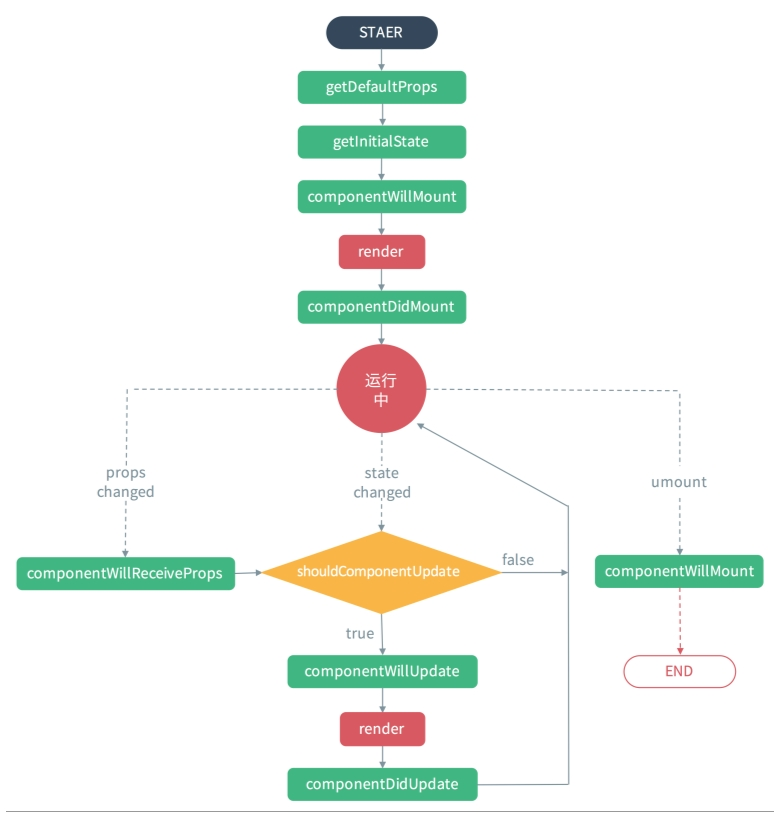 STAER
getDefaultProps
getInitialState
componentWillMount
render
componentDidMount
运行
中
props
changed
state
changed
umount
componentWillReceiveProps
shouldComponentUpdate
false
componentWillMount
true
componentWillUpdate
END
render
componentDidUpdate